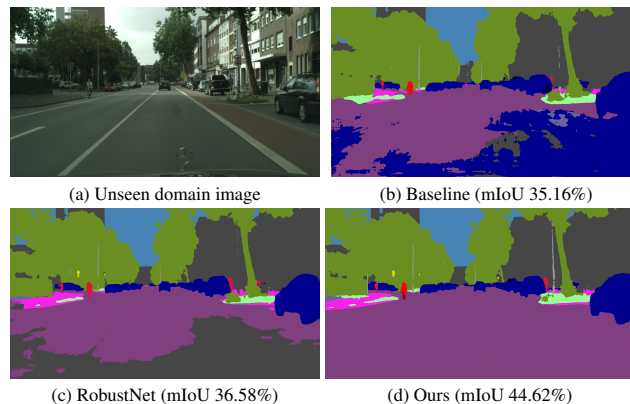 (a) Unseen domain image
(b) Baseline (mIoU 35.16%)
(c) RobustNet (mIoU 36.58%)
(d) Ours (mIoU 44.62%)